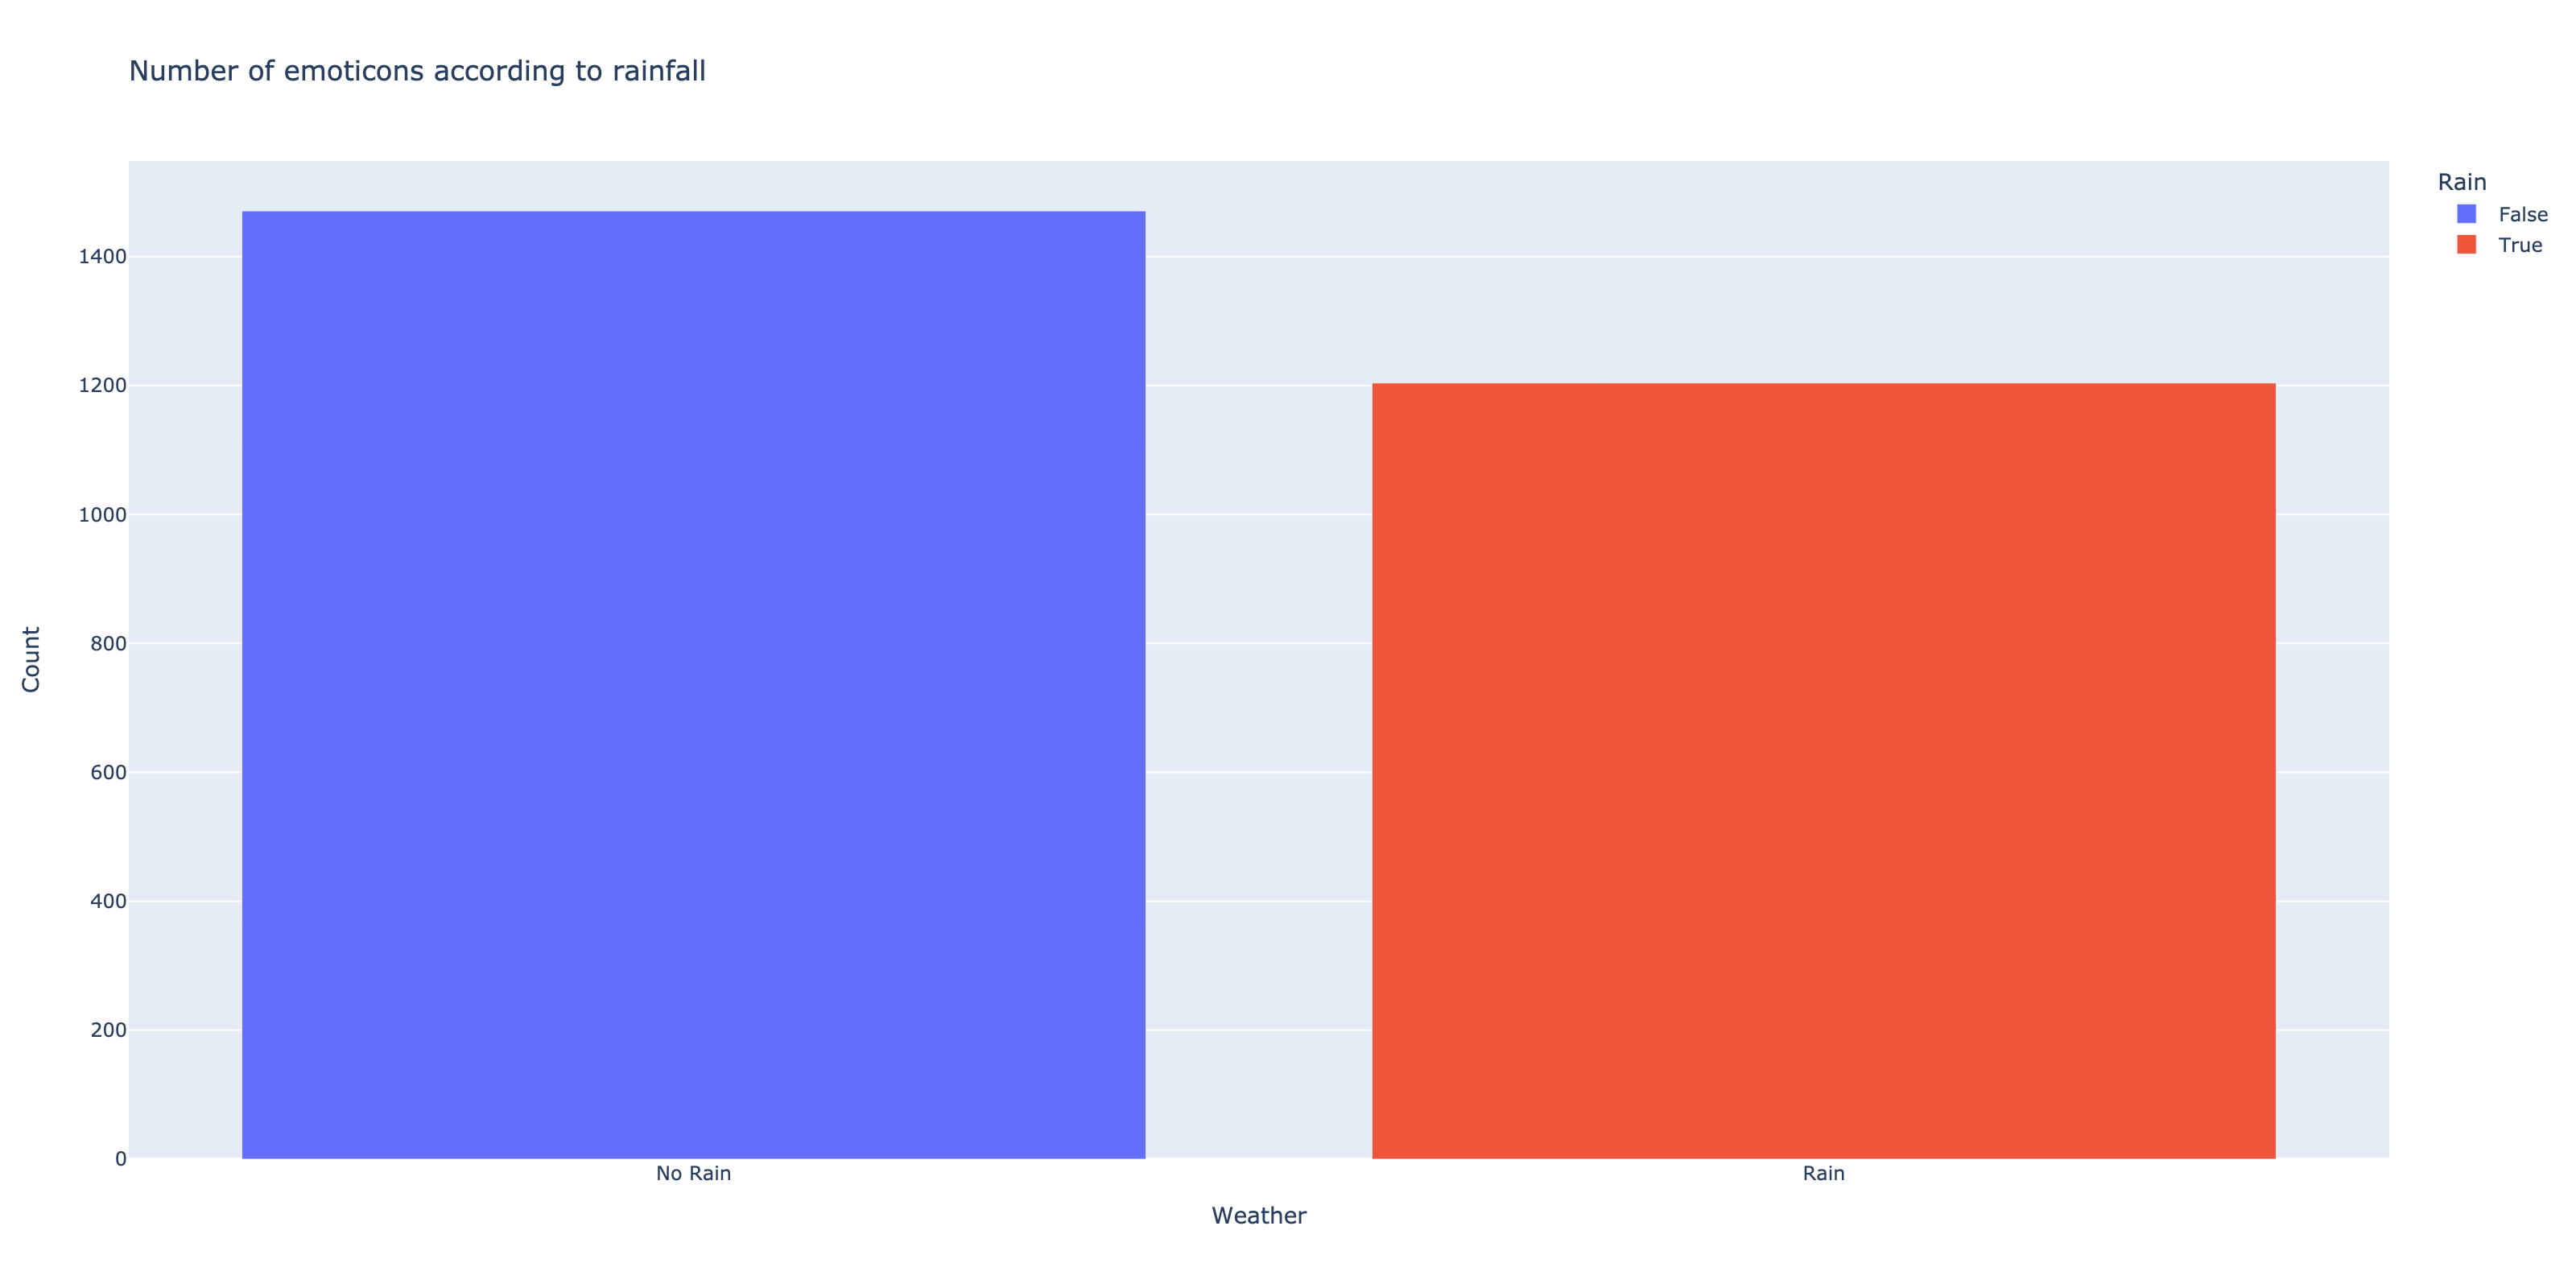 Number of emoticons according to rainfall
Rain
False
True
1400
1200
1000
800
600
400
200
0
Count
No Rain
Rain
Weather